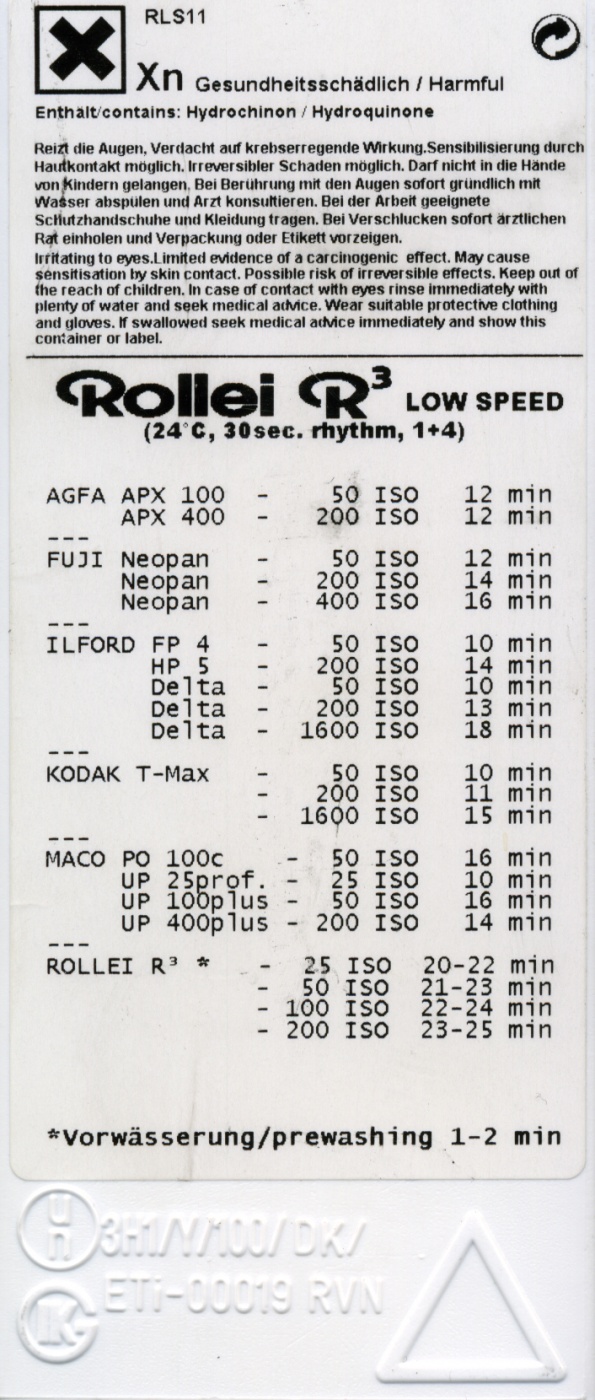 RLS11
Xn Gesundheitsschädlich / Harmful
Enthält/contains: Hydrochinon / Hydroquinone
Reizt die Augen, Verdacht auf krebserregende Wirkung.Sensibilisierung durch
Hautkontakt möglich. Irreversibler Schaden möglich. Darf nicht in die Hände
von Kindern gelangen. Bei Berührung mit den Augen sofort gründlich mit
Wasser abspülen und Arzt konsultieren. Bei der Arbeit geeignete
Schutzhandschuhe und Kleidung tragen. Bei Verschlucken sofort ärztlichen
Rat einholen und Verpackung oder Etikett vorzeigen.
Irritating to eyes.Limited evidence of a carcinogenic effect. May cause
sensitisation by skin contact. Possible risk of irreversible effects. Keep out of
the reach of children. In case of contact with eyes rinse immediately with
plenty of water and seek medical advice. Wear suitable protective clothing
and gloves. If swallowed seek medical advice immediately and show this
container or label.
Rollei R³ LOW SPEED
(24°C, 30sec. rhythm, 1+4)
AGFA APX 100 - 50 ISO 12 min
APX 400 - 200 ISO 12 min
---
FUJI Neopan - 50 ISO 12 min
Neopan - 200 ISO 14 min
Neopan - 400 ISO 16 min
---
ILFORD FP 4 - 50 ISO 10 min
HP 5 - 200 ISO 14 min
Delta - 50 ISO 10 min
Delta - 200 ISO 13 min
Delta - 1600 ISO 18 min
---
KODAK T-Max - 50 ISO 10 min
- 200 ISO 11 min
- 1600 ISO 15 min
---
MACO PO 100c - 50 ISO 16 min
UP 25prof. - 25 ISO 10 min
UP 100plus - 50 ISO 16 min
UP 400plus - 200 ISO 14 min
---
ROLLEI R³ * - 25 ISO 20-22 min
- 50 ISO 21-23 min
- 100 ISO 22-24 min
- 200 ISO 23-25 min
*Vorwässerung/prewashing 1-2 min
un 3H1/Y/100/DK/
K ETi-00019 RVN